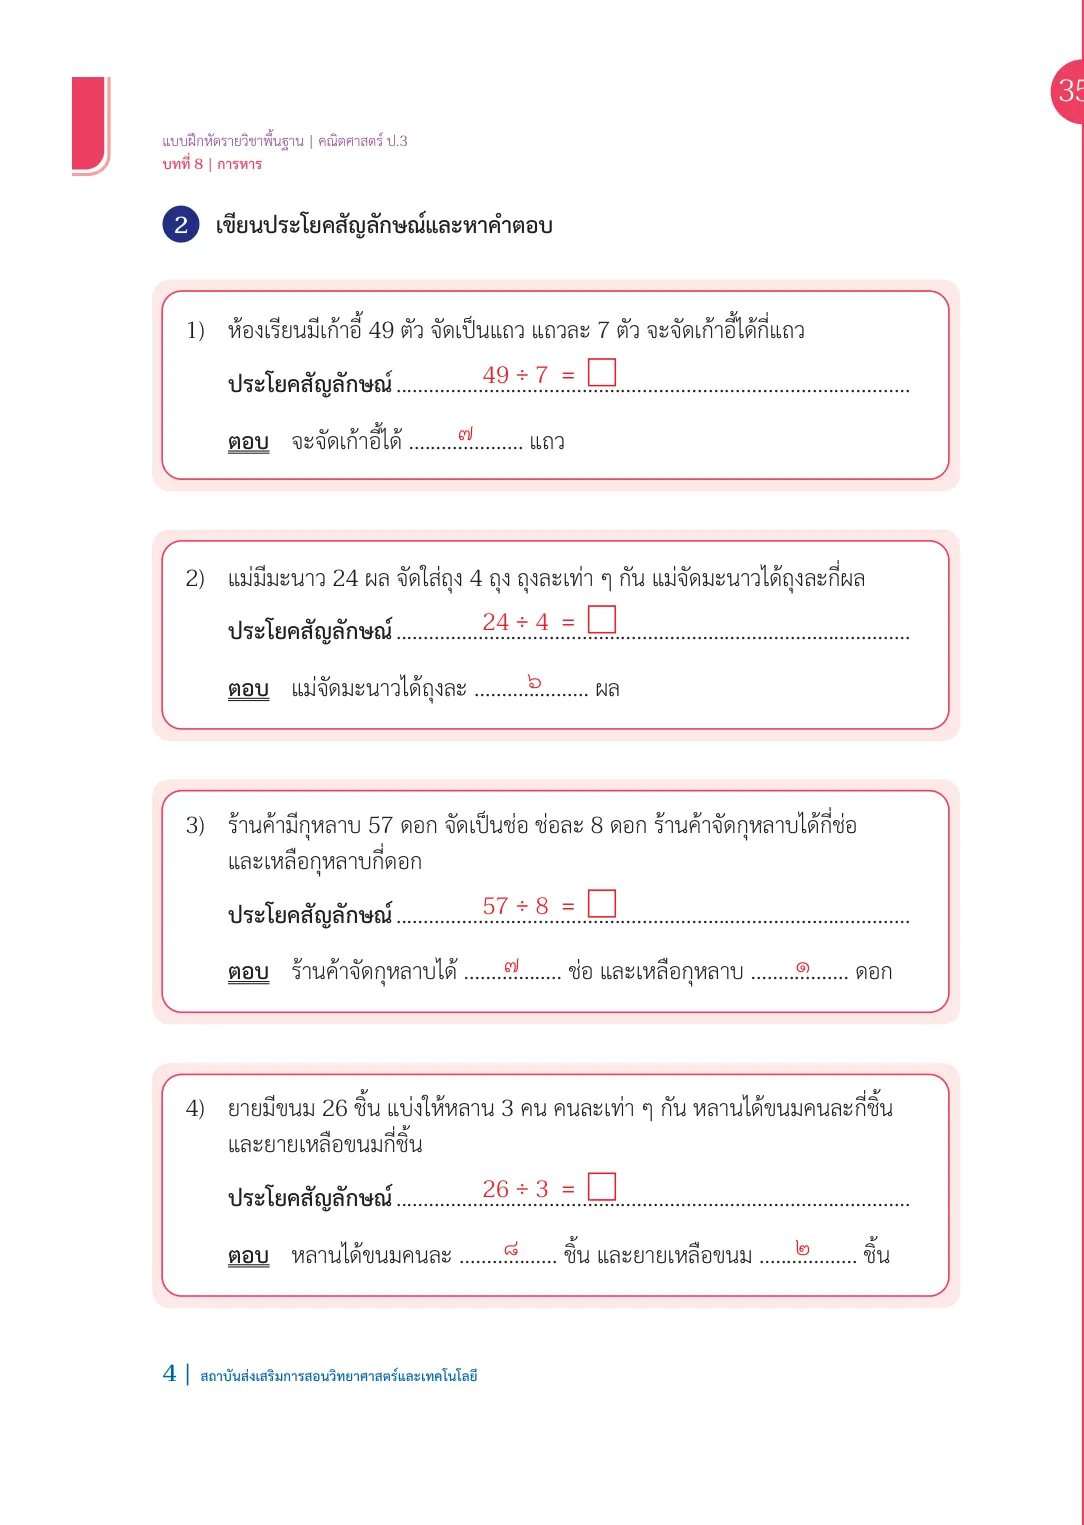 35
แบบฝึกหัดรายวิชาพื้นฐาน | คณิตศาสตร์ ป.3
บทที่ 8 | การหาร
2 เขียนประโยคสัญลักษณ์และหาคำตอบ
1) ห้องเรียนมีเก้าอี้ 49 ตัว จัดเป็นแถว แถวละ 7 ตัว จะจัดเก้าอี้ได้กี่แถว
ประโยคสัญลักษณ์ 49 ÷ 7 = □
ตอบ จะจัดเก้าอี้ได้ ๗ แถว
2) แม่มีมะนาว 24 ผล จัดใส่ถุง 4 ถุง ถุงละเท่า ๆ กัน แม่จัดมะนาวได้ถุงละกี่ผล
ประโยคสัญลักษณ์ 24 ÷ 4 = □
ตอบ แม่จัดมะนาวได้ถุงละ ๖ ผล
3) ร้านค้ามีกุหลาบ 57 ดอก จัดเป็นช่อ ช่อละ 8 ดอก ร้านค้าจัดกุหลาบได้กี่ช่อ
และเหลือกุหลาบกี่ดอก
ประโยคสัญลักษณ์ 57 ÷ 8 = □
ตอบ ร้านค้าจัดกุหลาบได้ ๗ ช่อ และเหลือกุหลาบ ๑ ดอก
4) ยายมีขนม 26 ชิ้น แบ่งให้หลาน 3 คน คนละเท่า ๆ กัน หลานได้ขนมคนละกี่ชิ้น
และยายเหลือขนมกี่ชิ้น
ประโยคสัญลักษณ์ 26 ÷ 3 = □
ตอบ หลานได้ขนมคนละ ๘ ชิ้น และยายเหลือขนม ๒ ชิ้น
4 | สถาบันส่งเสริมการสอนวิทยาศาสตร์และเทคโนโลยี